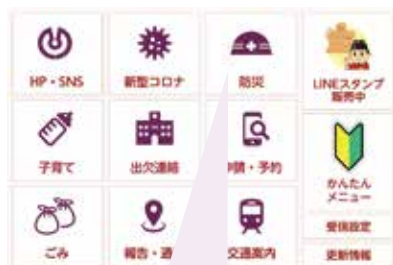 HP・SNS
新型コロナ
防災
LINEスタンプ
販売中
子育て
出欠連絡
・予約
かんたん
メニュー
ごみ
報告・通
交通案内
受信設定
更新情報